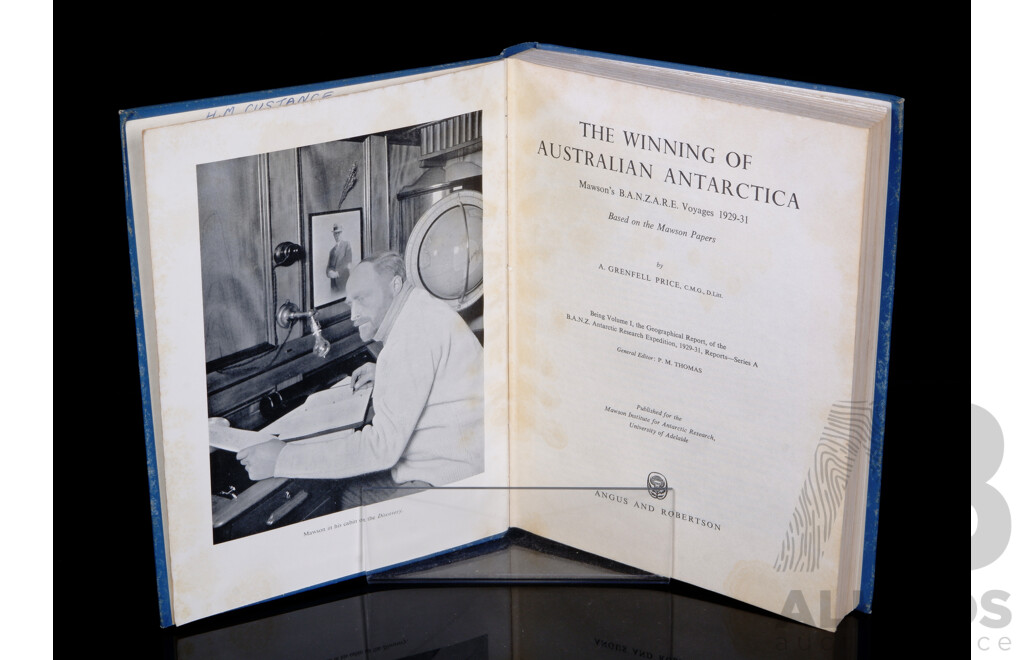 H.M. CUSTANCE
Mawson in his cabin on the Discovery.
THE WINNING OF
AUSTRALIAN ANTARCTICA
Mawson's B.A.N.Z.A.R.E. Voyages 1929-31
Based on the Mawson Papers
by
A. GRENFELL PRICE, C.M.G., D.Litt.
Being Volume I, the Geographical Report, of the
B.A.N.Z. Antarctic Research Expedition, 1929-31, Reports—Series A
General Editor: P. M. THOMAS
Published for the
Mawson Institute for Antarctic Research,
University of Adelaide
ANGUS AND ROBERTSON